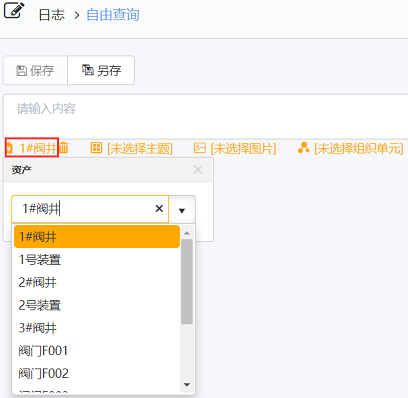 日志 > 自由查询
保存 另存
请输入内容
1#阀井 [未选择主题] [未选择图片] [未选择组织单元]
资产
1#阀井
1#阀井
1号装置
2#阀井
2号装置
3#阀井
阀门F001
阀门F002